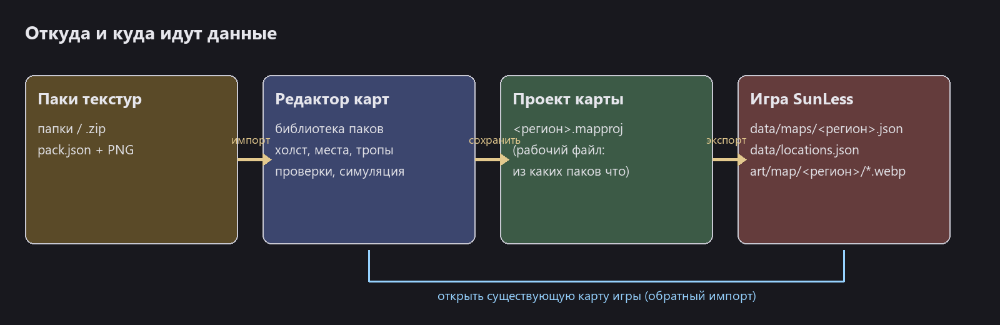 Откуда и куда идут данные
Паки текстур
папки / .zip
pack.json + PNG
импорт
Редактор карт
библиотека паков
холст, места, тропы
проверки, симуляция
сохранить
Проект карты
<регион>.mapproj
(рабочий файл:
из каких паков что)
экспорт
Игра SunLess
data/maps/<регион>.json
data/locations.json
art/map/<регион>/*.webp
открыть существующую карту игры (обратный импорт)